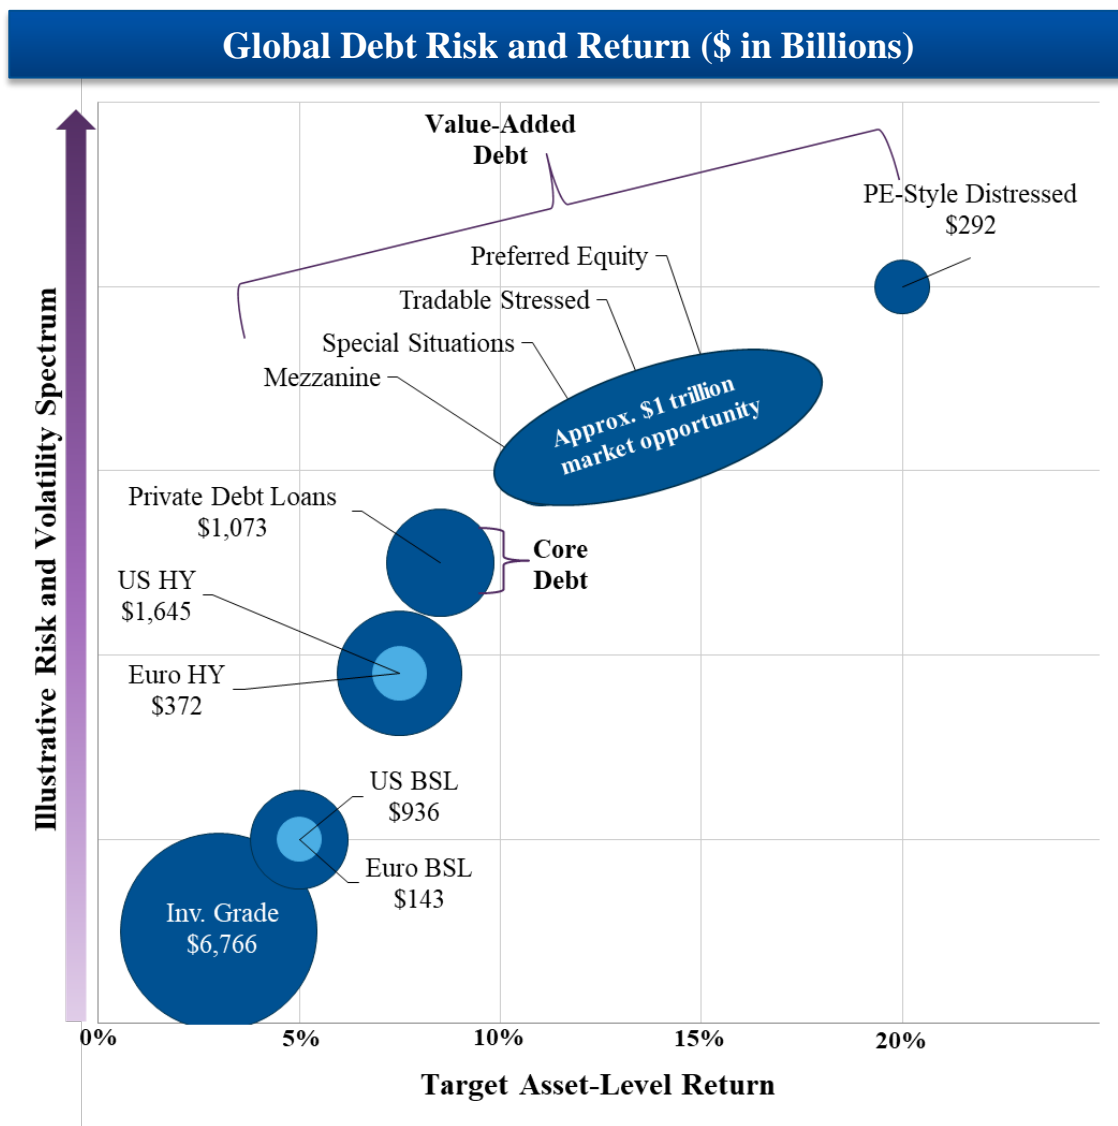 Global Debt Risk and Return ($ in Billions)
Value-Added
Debt
PE-Style Distressed
$292
Preferred Equity
Tradable Stressed
Special Situations
Mezzanine
Approx. $1 trillion
market opportunity
Private Debt Loans
$1,073
Core
Debt
US HY
$1,645
Euro HY
$372
US BSL
$936
Euro BSL
$143
Inv. Grade
$6,766
Illustrative Risk and Volatility Spectrum
0%
5%
10%
15%
20%
Target Asset-Level Return